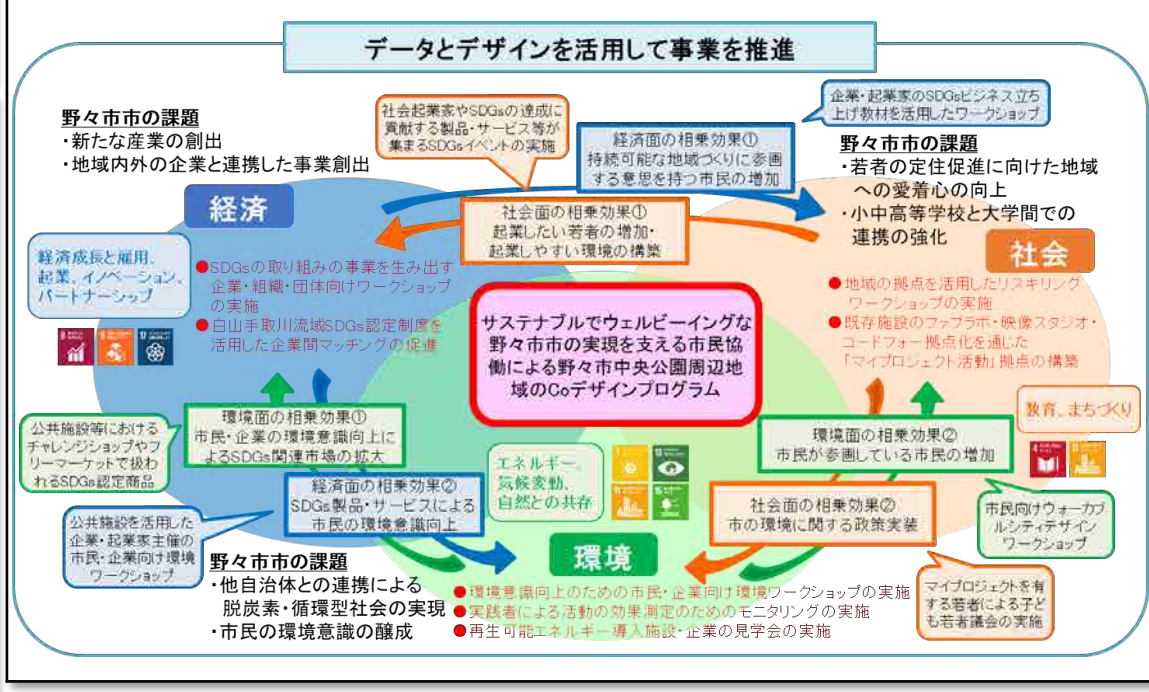 データとデザインを活用して事業を推進
野々市市の課題
・新たな産業の創出
・地域内外の企業と連携した事業創出
社会起業家やSDGsの達成に
貢献する製品・サービス等が
集まるSDGsイベントの実施
経済面の相乗効果①
持続可能な地域づくりに参画
する意思を持つ市民の増加
企業・起業家のSDGsビジネス立ち
上げ教材を活用したワークショップ
野々市市の課題
・若者の定住促進に向けた地域
への愛着心の向上
・小中高等学校と大学間での
連携の強化
経済
社会面の相乗効果①
起業したい若者の増加・
起業しやすい環境の構築
社会
経済成長と雇用、
起業、イノベーション、
パートナーシップ
●SDGsの取り組みの事業を生み出す
企業・組織・団体向けワークショップ
の実施
●白山手取川流域SDGs認定制度を
活用した企業間マッチングの促進
サステナブルでウェルビーイングな
野々市市の実現を支える市民協
働による野々市中央公園周辺地
域のCoデザインプログラム
●地域の拠点を活用したリスキリング
ワークショップの実施
●既存施設のファブラボ・映像スタジオ・
コードフォー拠点化を通じた
「マイプロジェクト活動」拠点の構築
教育、まちづくり
公共施設等における
チャレンジショップやフ
リーマーケットで扱わ
れるSDGs認定商品
環境面の相乗効果①
市民・企業の環境意識向上に
よるSDGs関連市場の拡大
経済面の相乗効果②
SDGs製品・サービスによる
市民の環境意識向上
エネルギー、
気候変動、
自然との共存
環境面の相乗効果②
市民が参画している市民の増加
社会面の相乗効果②
市の環境に関する政策実装
市民向けウォーカブ
ルシティデザイン
ワークショップ
公共施設を活用した
企業・起業家主催の
市民・企業向け環境
ワークショップ
野々市市の課題
・他自治体との連携による
脱炭素・循環型社会の実現
・市民の環境意識の醸成
環境
●環境意識向上のための市民・企業向け環境ワークショップの実施
●実践者による活動の効果測定のためのモニタリングの実施
●再生可能エネルギー導入施設・企業の見学会の実施
マイプロジェクトを有
する若者による子ど
も若者議会の実施